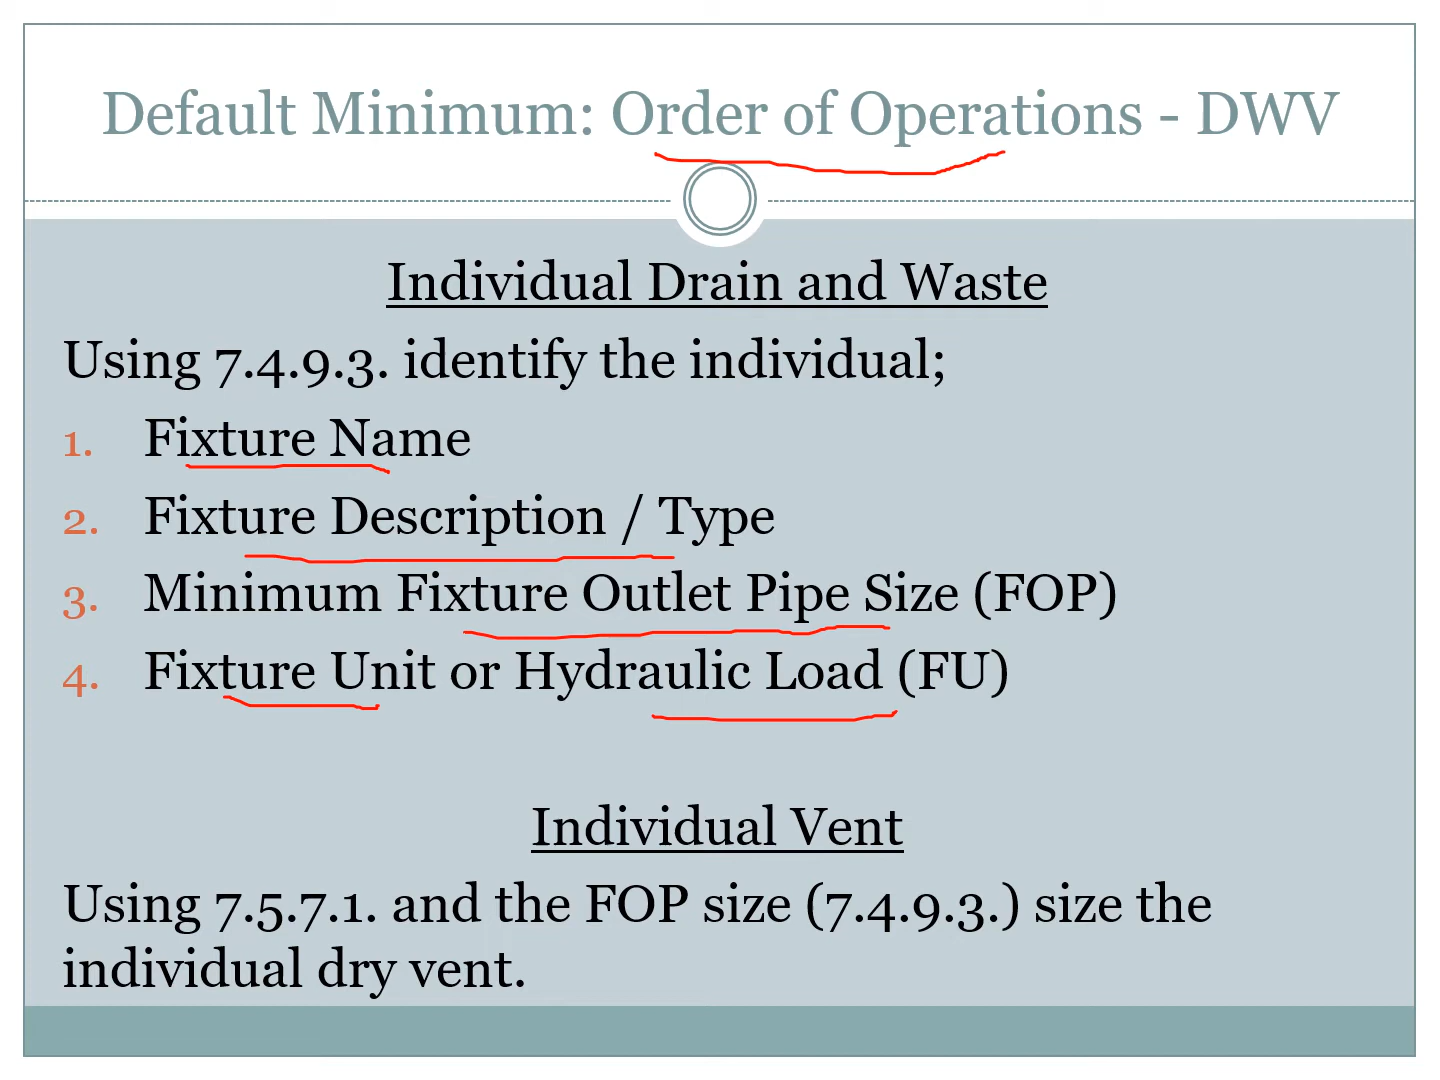 Default Minimum: Order of Operations - DWV
Individual Drain and Waste
Using 7.4.9.3. identify the individual;
1. Fixture Name
2. Fixture Description / Type
3. Minimum Fixture Outlet Pipe Size (FOP)
4. Fixture Unit or Hydraulic Load (FU)
Individual Vent
Using 7.5.7.1. and the FOP size (7.4.9.3.) size the
individual dry vent.